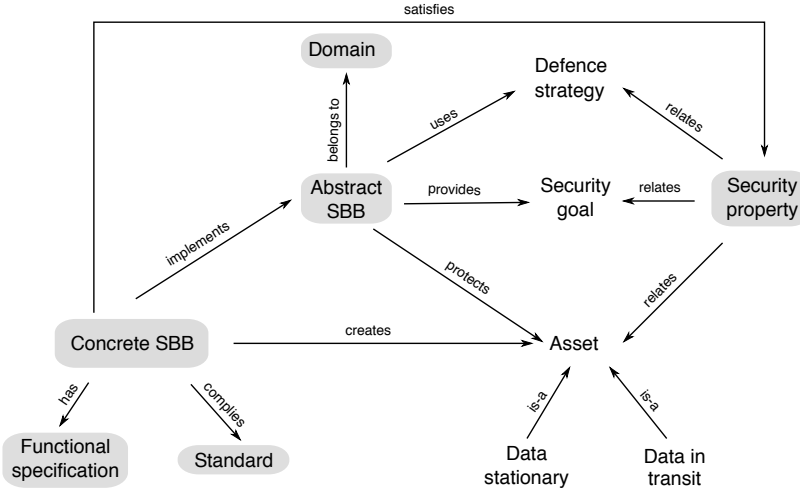 satisfies
Domain
Defence
strategy
belongs to
uses
relates
Abstract
SBB
provides
Security
goal
relates
Security
property
implements
protects
relates
Concrete SBB
creates
Asset
has
complies
is-a
is-a
Functional
specification
Standard
Data
stationary
Data in
transit